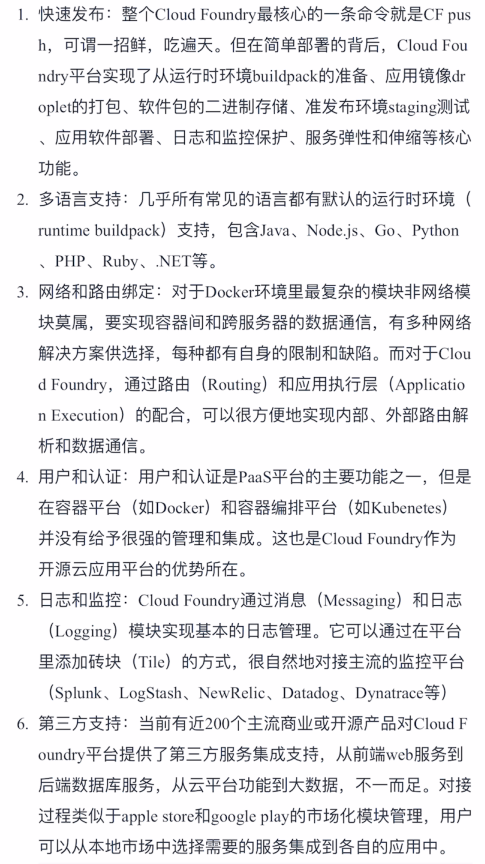 1. 快速发布：整个Cloud Foundry最核心的一条命令就是CF pus
h，可谓一招鲜，吃遍天。但在简单部署的背后，Cloud Fou
ndry平台实现了从运行时环境buildpack的准备、应用镜像dr
oplet的打包、软件包的二进制存储、准发布环境staging测试
、应用软件部署、日志和监控保护、服务弹性和伸缩等核心
功能。
2. 多语言支持：几乎所有常见的语言都有默认的运行时环境（
runtime buildpack）支持，包含Java、Node.js、Go、Python
、PHP、Ruby、.NET等。
3. 网络和路由绑定：对于Docker环境里最复杂的模块非网络模
块莫属，要实现容器间和跨服务器的数据通信，有多种网络
解决方案供选择，每种都有自身的限制和缺陷。而对于Clou
d Foundry，通过路由（Routing）和应用执行层（Applicatio
n Execution）的配合，可以很方便地实现内部、外部路由解
析和数据通信。
4. 用户和认证：用户和认证是PaaS平台的主要功能之一，但是
在容器平台（如Docker）和容器编排平台（如Kubenetes）
并没有给予很强的管理和集成。这也是Cloud Foundry作为
开源云应用平台的优势所在。
5. 日志和监控：Cloud Foundry通过消息（Messaging）和日志
（Logging）模块实现基本的日志管理。它可以通过在平台
里添加砖块（Tile）的方式，很自然地对接主流的监控平台
（Splunk、LogStash、NewRelic、Datadog、Dynatrace等）
6. 第三方支持：当前有近200个主流商业或开源产品对Cloud F
oundry平台提供了第三方服务集成支持，从前端web服务到
后端数据库服务，从云平台功能到大数据，不一而足。对接
过程类似于apple store和google play的市场化模块管理，用户
可以从本地市场中选择需要的服务集成到各自的应用中。